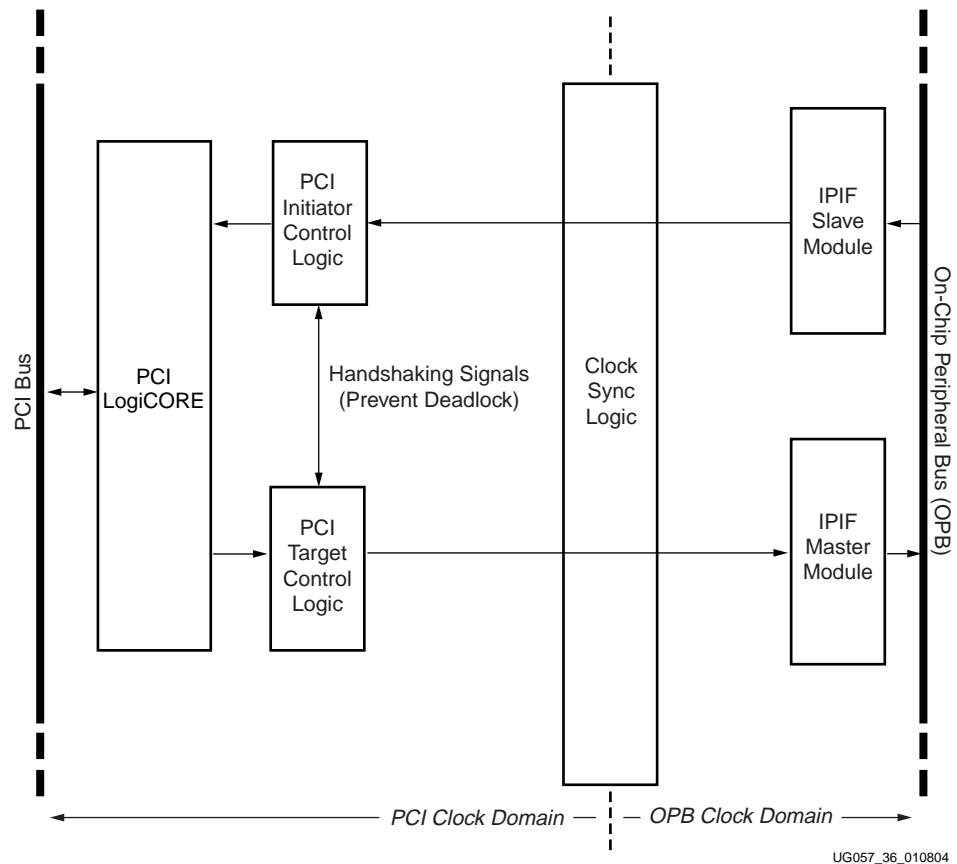 PCI
Initiator
Control
Logic
IPIF
Slave
Module
PCI Bus
PCI
LogiCORE
Handshaking Signals
(Prevent Deadlock)
Clock
Sync
Logic
On-Chip Peripheral Bus (OPB)
PCI
Target
Control
Logic
IPIF
Master
Module
PCI Clock Domain
OPB Clock Domain
UG057_36_010804